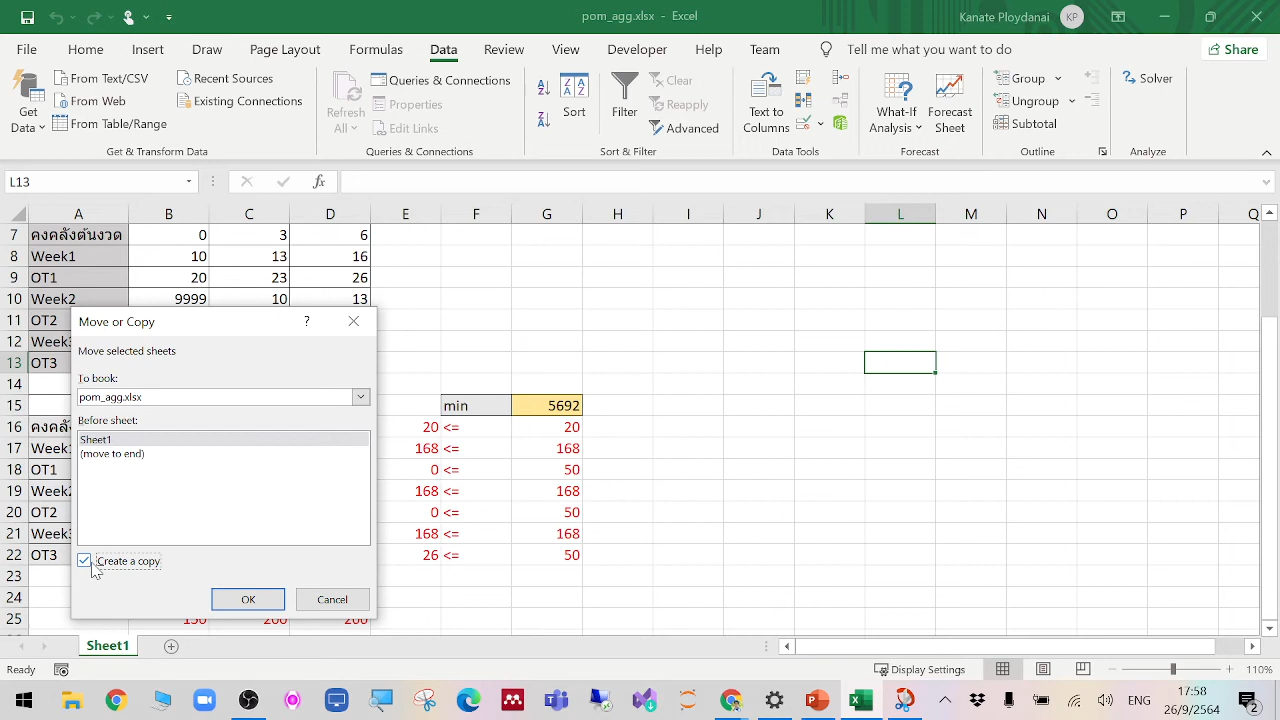 pom_agg.xlsx - Excel
Kanate Ploydanai KP
File Home Insert Draw Page Layout Formulas Data Review View Developer Help Team Tell me what you want to do Share
From Text/CSV Recent Sources
From Web Existing Connections
From Table/Range
Get Data
Get & Transform Data
Refresh All
Queries & Connections
Properties
Edit Links
Queries & Connections
Sort
Filter
Clear
Reapply
Advanced
Sort & Filter
Text to Columns
Data Tools
What-If Analysis
Forecast Sheet
Forecast
Group
Ungroup
Subtotal
Outline
Solver
Analyze
L13 fx
A B C D E F G H I J K L M N O P Q
7 คงคลังต้นงวด 0 3 6
8 Week1 10 13 16
9 OT1 20 23 26
10 Week2 9999 10 13
11 OT2
12 Week3
13 OT3
14
15 min 5692
16 20 <= 20
17 168 <= 168
18 OT1 0 <= 50
19 168 <= 168
20 OT2 0 <= 50
21 168 <= 168
22 OT3 26 <= 50
23
24
25
Move or Copy ?
Move selected sheets
To book:
pom_agg.xlsx
Before sheet:
Sheet1
(move to end)
Create a copy
OK Cancel
Sheet1
Ready Display Settings 110%
17:58
26/9/2564
2